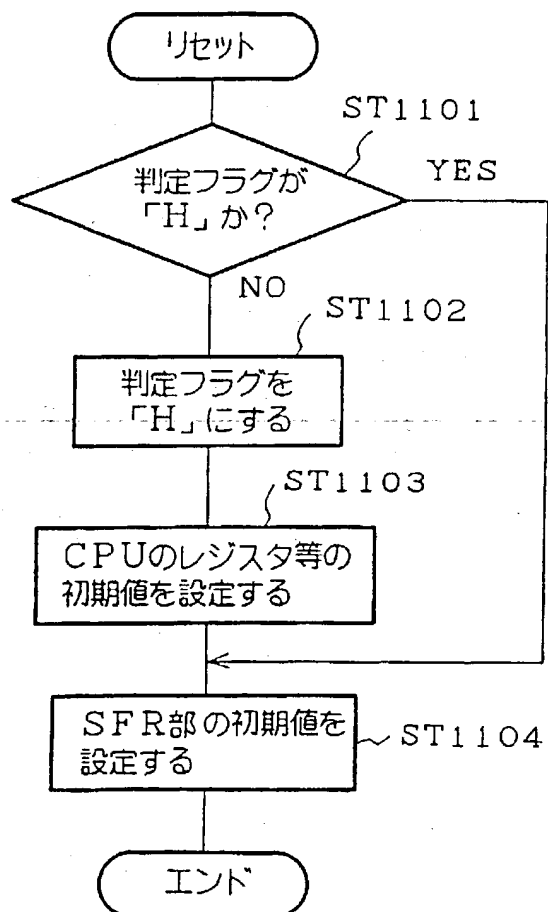 リセット
ST1101
判定フラグが
「H」か?
YES
NO
ST1102
判定フラグを
「H」にする
ST1103
CPUのレジスタ等の
初期値を設定する
SFR部の初期値を
設定する
ST1104
エンド